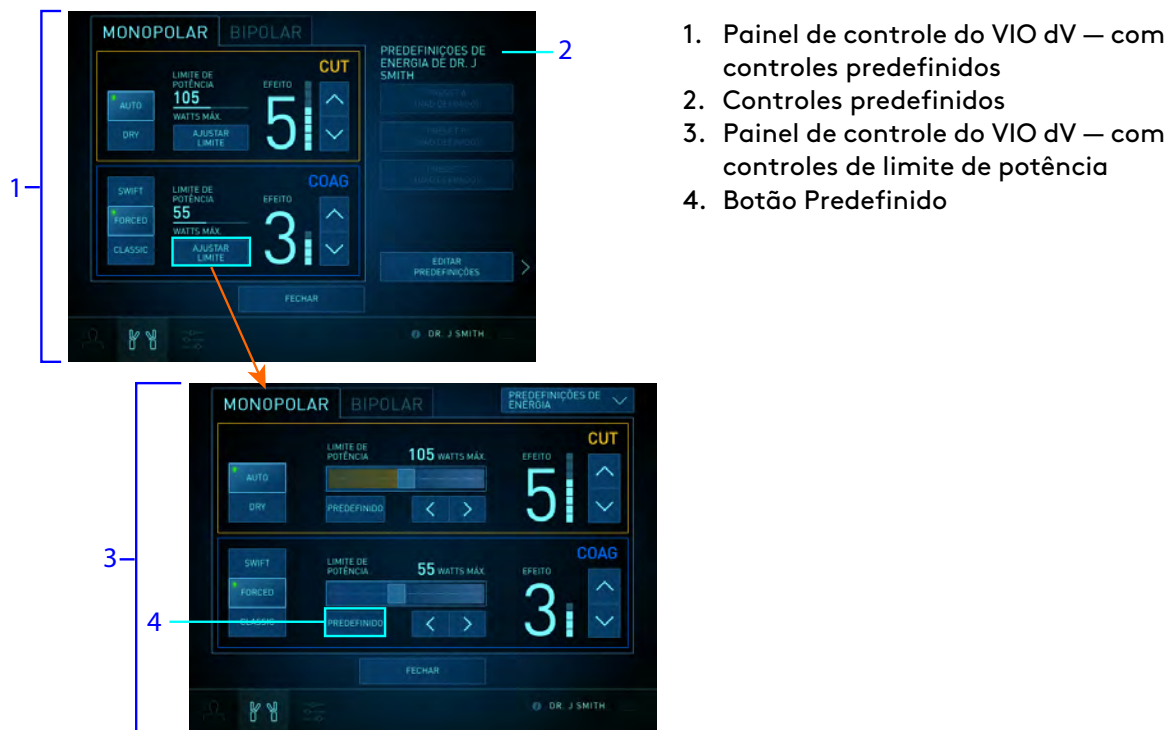 MONOPOLAR BIPOLAR
PREDEFINIÇÕES DE
ENERGIA DE DR. J
SMITH
2
CUT
LIMITE DE
POTÊNCIA
105
WATTS MÁX.
EFEITO
5
AUTO
DRY
AJUSTAR
LIMITE
1
COAG
SWIFT
FORCED
CLASSIC
LIMITE DE
POTÊNCIA
55
WATTS MÁX.
EFEITO
3
AJUSTAR
LIMITE
EDITAR
PREDEFINIÇÕES
FECHAR
DR. J SMITH
MONOPOLAR BIPOLAR
PREDEFINIÇÕES DE
ENERGIA
CUT
LIMITE DE
POTÊNCIA
105 WATTS MÁX.
EFEITO
5
AUTO
DRY
PREDEFINIDO
3
COAG
SWIFT
FORCED
CLASSIC
LIMITE DE
POTÊNCIA
55 WATTS MÁX.
EFEITO
3
4
PREDEFINIDO
FECHAR
DR. J SMITH
1. Painel de controle do VIO dV — com
controles predefinidos
2. Controles predefinidos
3. Painel de controle do VIO dV — com
controles de limite de potência
4. Botão Predefinido